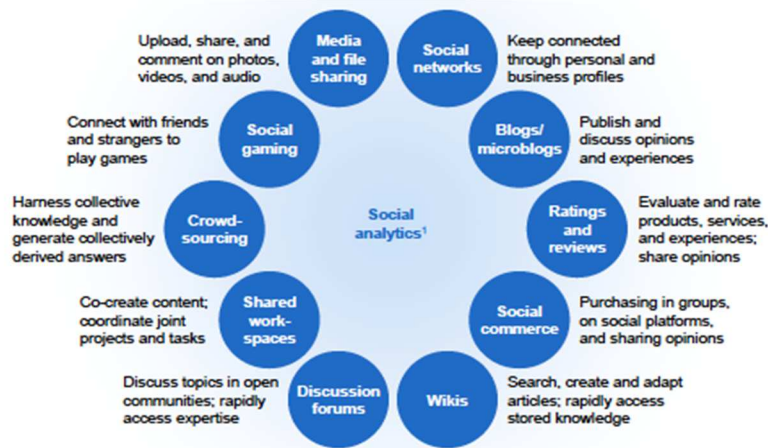 Upload, share, and
comment on photos,
videos, and audio
Media
and file
sharing
Social
networks
Keep connected
through personal and
business profiles
Connect with friends
and strangers to
play games
Social
gaming
Blogs/
microblogs
Publish and
discuss opinions
and experiences
Harness collective
knowledge and
generate collectively
derived answers
Crowd-
sourcing
Social
analytics¹
Ratings
and
reviews
Evaluate and rate
products, services,
and experiences;
share opinions
Co-create content;
coordinate joint
projects and tasks
Shared
work-
spaces
Social
commerce
Purchasing in groups,
on social platforms,
and sharing opinions
Discuss topics in open
communities; rapidly
access expertise
Discussion
forums
Wikis
Search, create and adapt
articles; rapidly access
stored knowledge